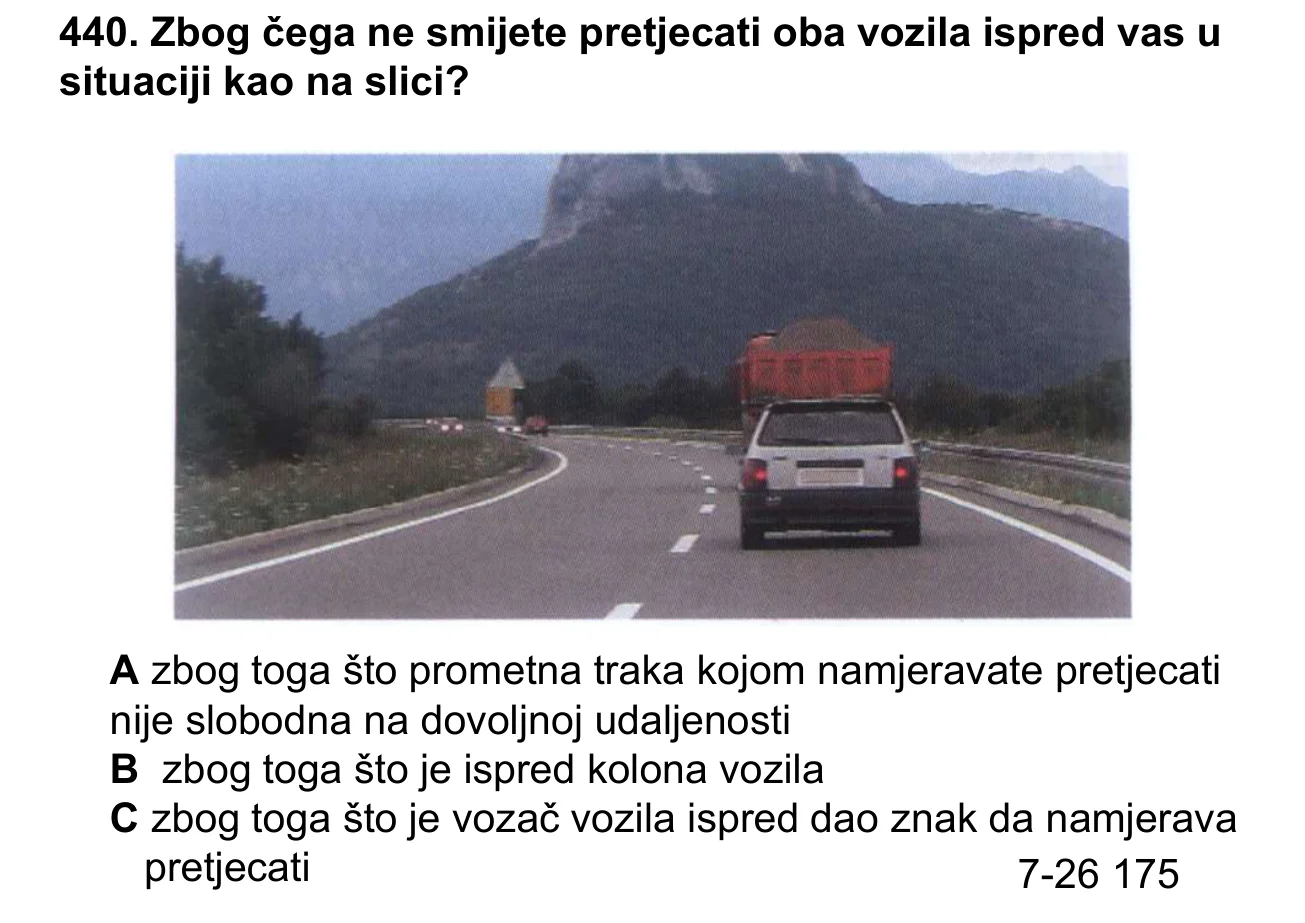 440. Zbog čega ne smijete pretjecati oba vozila ispred vas u
situaciji kao na slici?
A zbog toga što prometna traka kojom namjeravate pretjecati
nije slobodna na dovoljnoj udaljenosti
B zbog toga što je ispred kolona vozila
C zbog toga što je vozač vozila ispred dao znak da namjerava
pretjecati
7-26 175